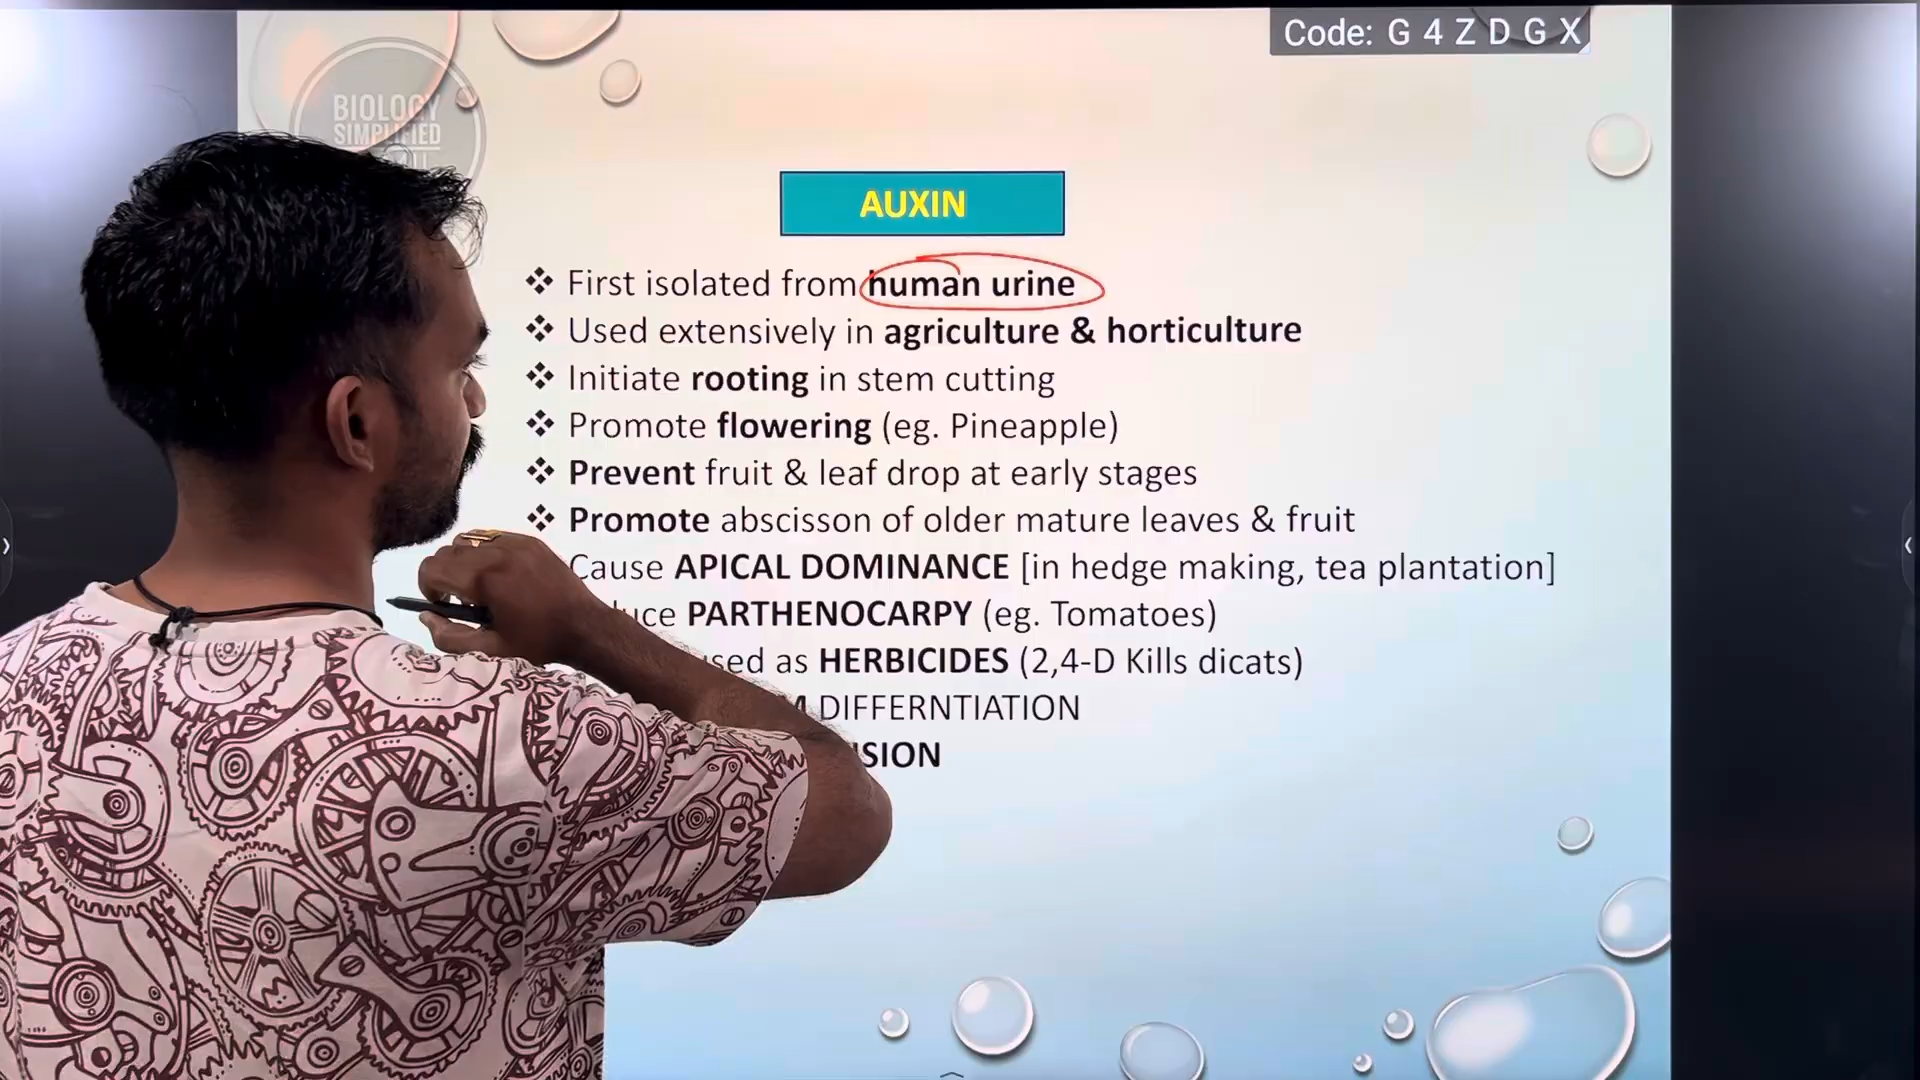 Code: G 4 Z D G X
BIOLOGY
SIMPLIFIED
AUXIN
❖ First isolated from human urine
❖ Used extensively in agriculture & horticulture
❖ Initiate rooting in stem cutting
❖ Promote flowering (eg. Pineapple)
❖ Prevent fruit & leaf drop at early stages
❖ Promote abscisson of older mature leaves & fruit
Cause APICAL DOMINANCE [in hedge making, tea plantation]
PARTHENOCARPY (eg. Tomatoes)
as HERBICIDES (2,4-D Kills dicats)
DIFFERNTIATION